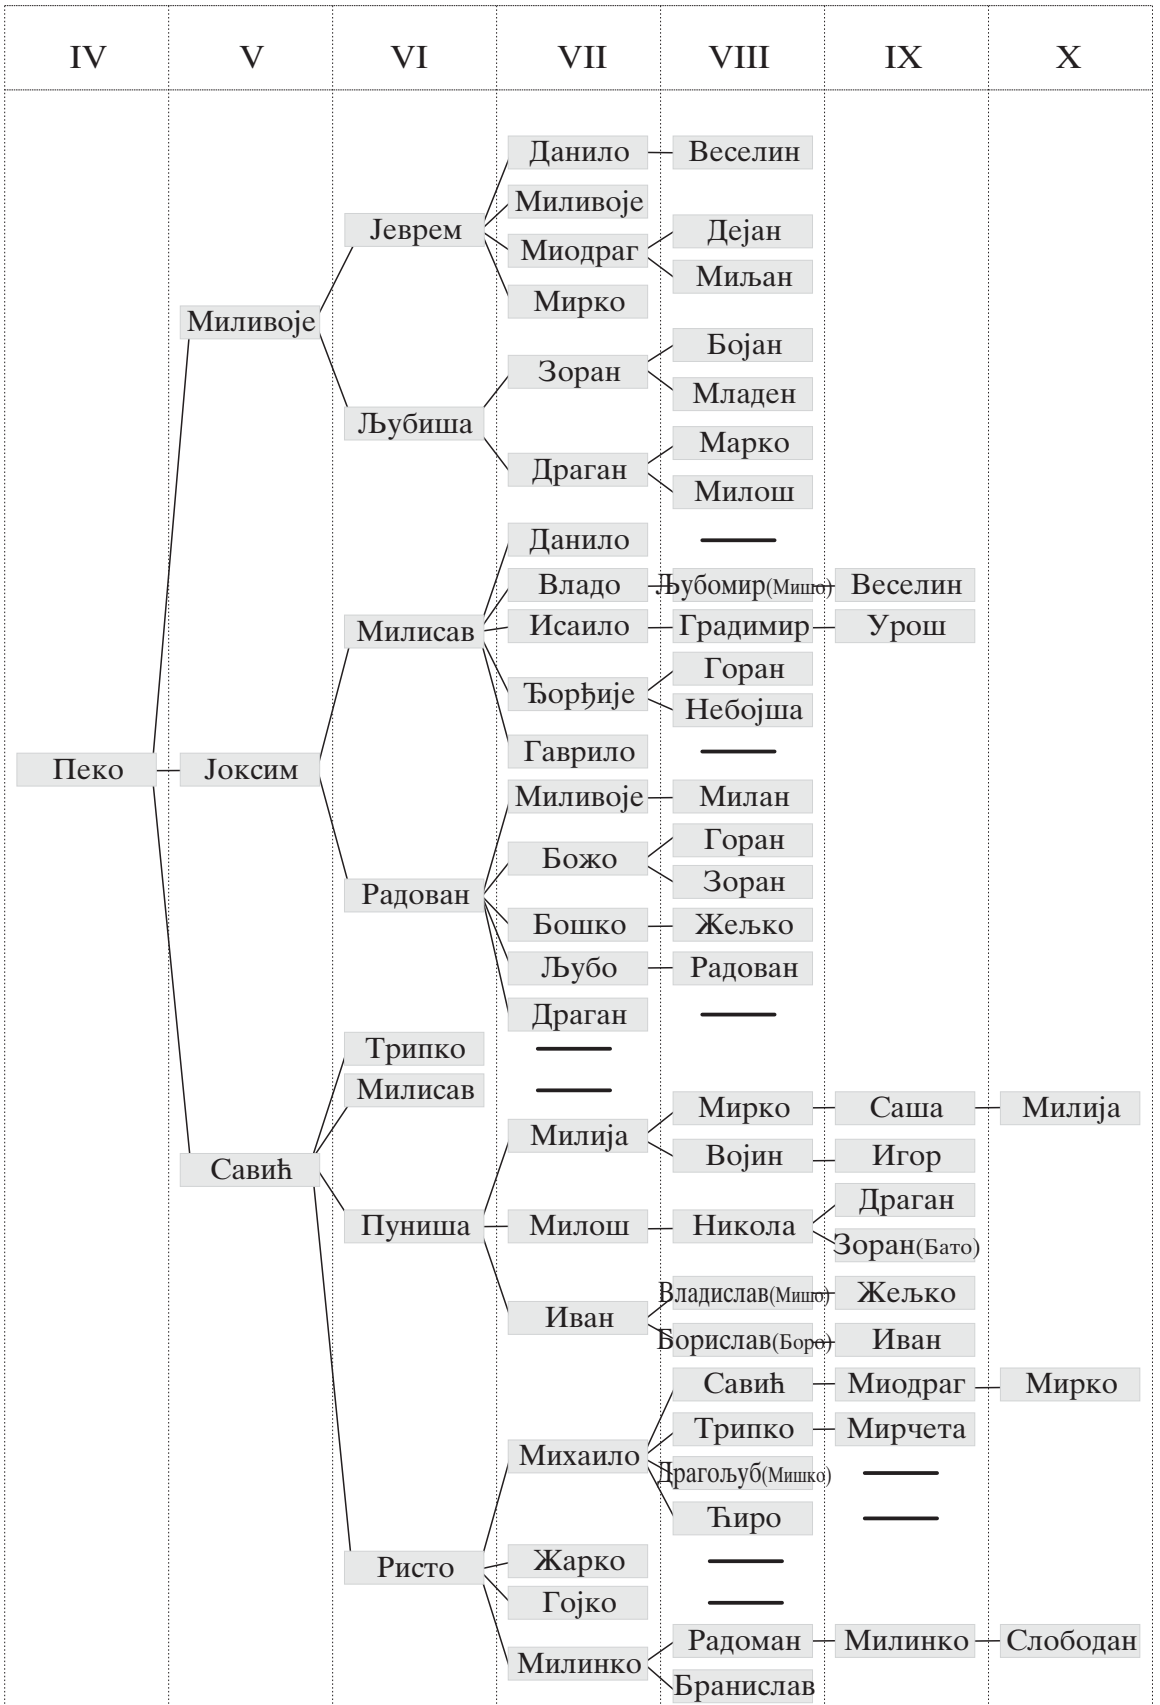 IV V VI VII VIII IX X
Данило Веселин
Миливоје
Јеврем Дејан
Миодраг
Миљан
Мирко
Миливоје
Бојан
Зоран
Младен
Љубиша
Марко
Драган
Милош
Данило
Владо Љубомир(Мишо) Веселин
Милисав Исаило Градимир Урош
Горан
Ђорђије
Небојша
Гаврило
Пеко Јоксим
Миливоје Милан
Горан
Божо
Зоран
Радован
Бошко Жељко
Љубо Радован
Драган
Трипко
Милисав
Мирко Саша Милија
Милија
Војин Игор
Савић
Драган
Пуниша Милош Никола
Зоран(Бато)
Владислав(Мишо) Жељко
Иван
Борислав(Боро) Иван
Савић Миодраг Мирко
Трипко Мирчета
Михаило
Драгољуб(Мишко)
Ћиро
Жарко
Ристо
Гојко
Радоман Милинко Слободан
Милинко
Бранислав